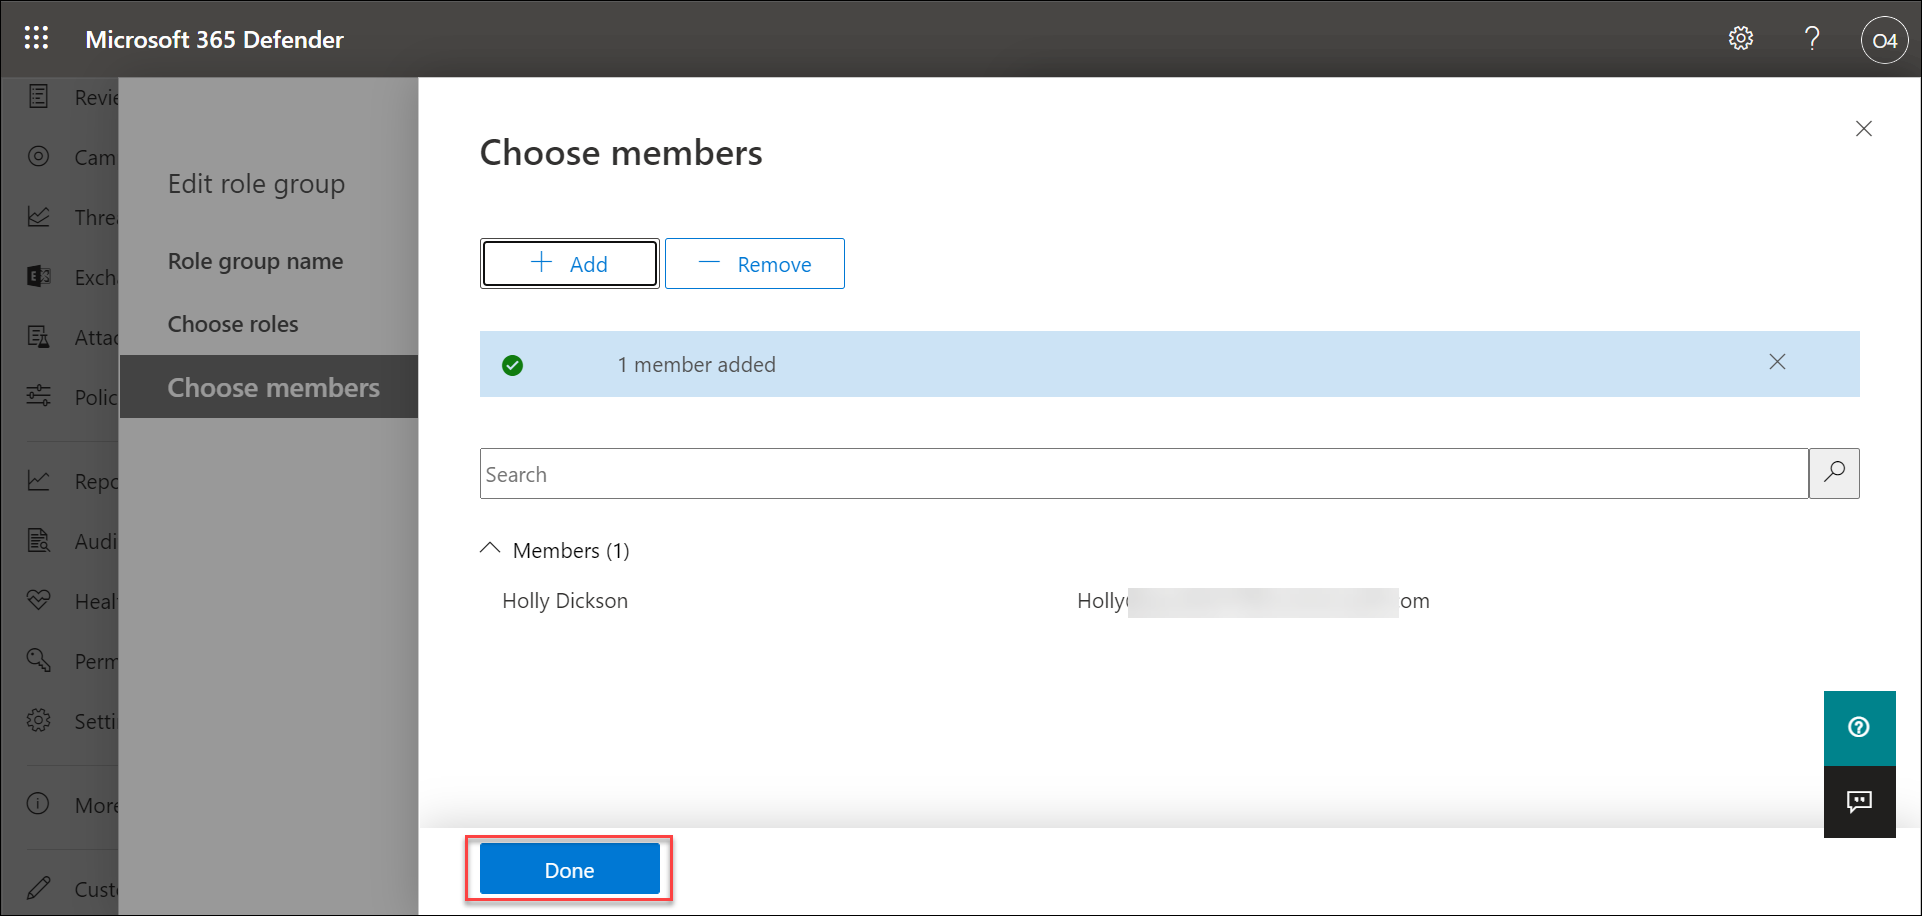 Microsoft 365 Defender
O4
Revie
Cam
Thre
Exch
Attac
Polic
Repo
Audi
Heal
Perm
Setti
More
Cust
Edit role group
Role group name
Choose roles
Choose members
Choose members
Add
Remove
1 member added
Search
Members (1)
Holly Dickson
Holly om
Done